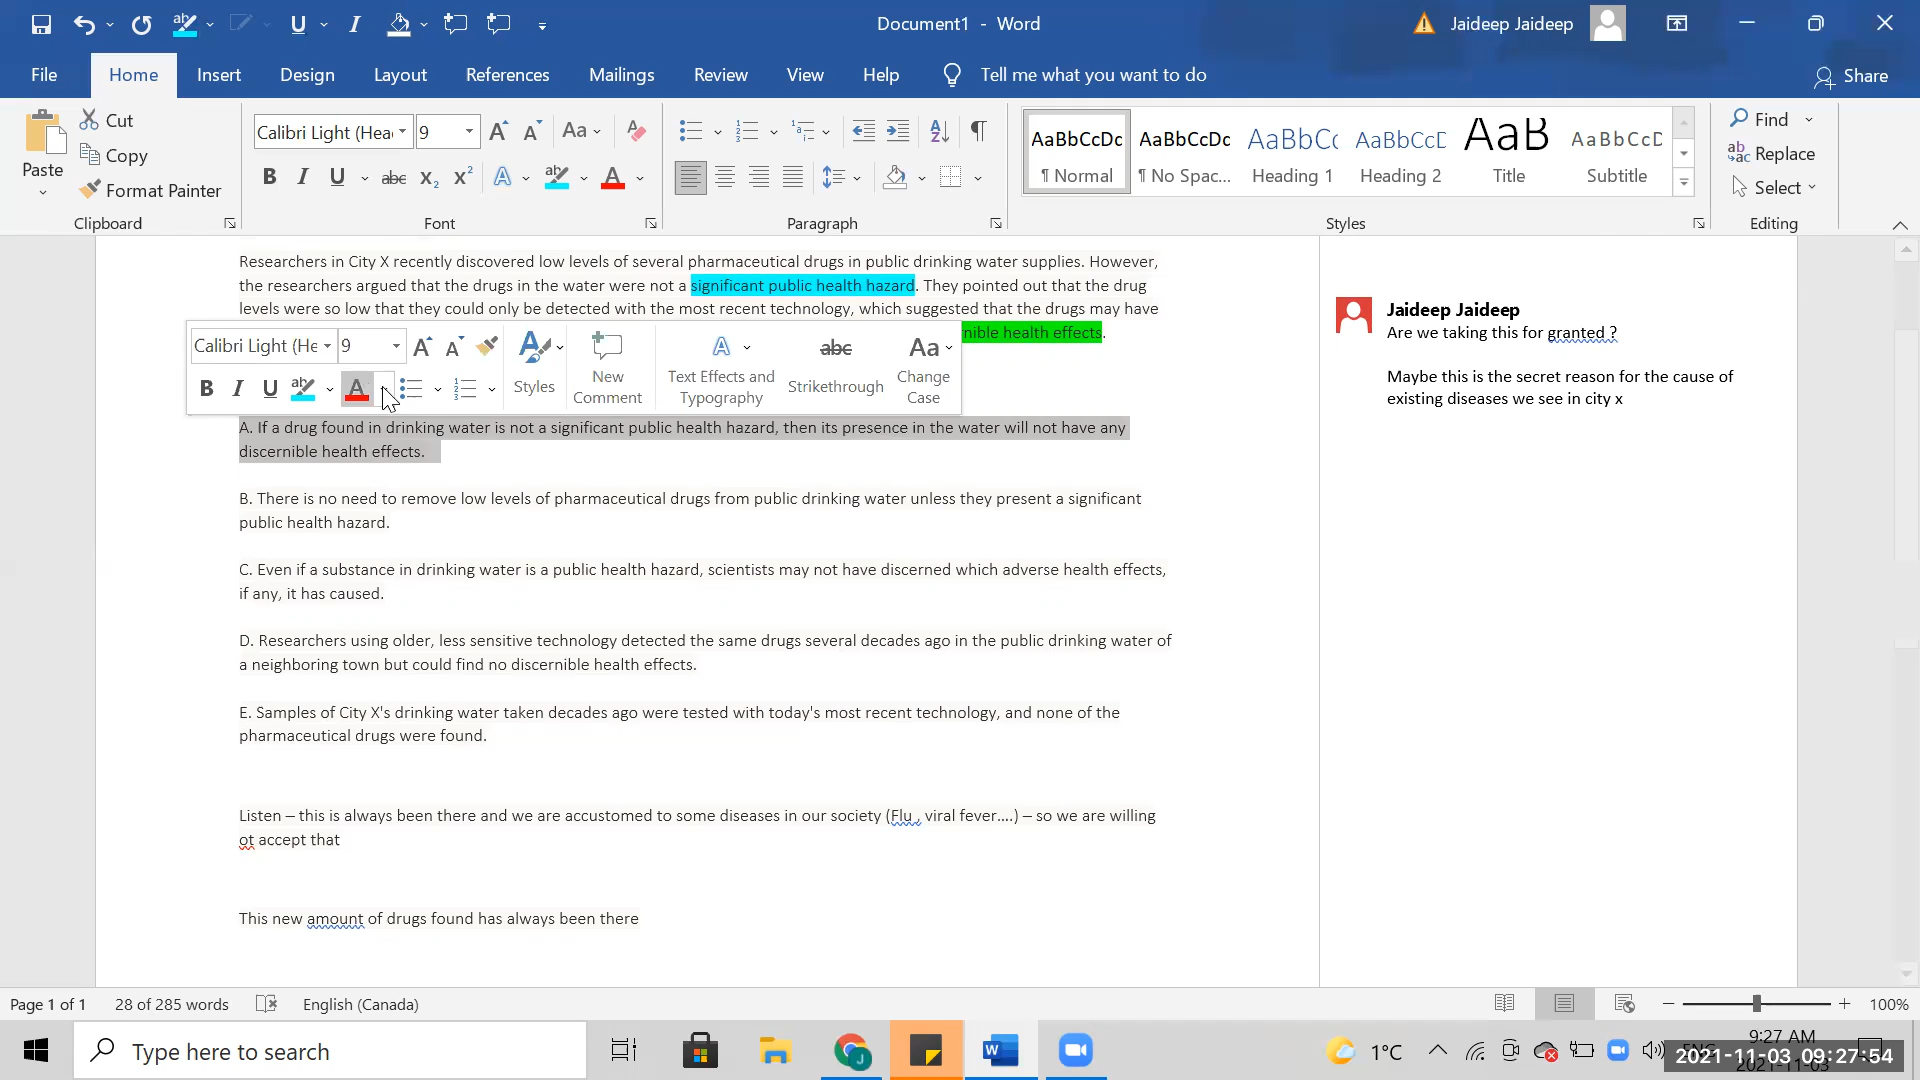 Document1 - Word
Jaideep Jaideep
File
Home
Insert
Design
Layout
References
Mailings
Review
View
Help
Tell me what you want to do
Share
Paste
Cut
Copy
Format Painter
Clipboard
Calibri Light (Hea
9
Font
Paragraph
AaBbCcDc
¶ Normal
AaBbCcDc
¶ No Spac...
AaBbCc
Heading 1
AaBbCcD
Heading 2
AaB
Title
AaBbCcD
Subtitle
Styles
Find
Replace
Select
Editing
Researchers in City X recently discovered low levels of several pharmaceutical drugs in public drinking water supplies. However,
the researchers argued that the drugs in the water were not a significant public health hazard. They pointed out that the drug
levels were so low that they could only be detected with the most recent technology, which suggested that the drugs may have
nible health effects.
Calibri Light (He
9
Styles
New Comment
Text Effects and Typography
Strikethrough
Change Case
A. If a drug found in drinking water is not a significant public health hazard, then its presence in the water will not have any
discernible health effects.
B. There is no need to remove low levels of pharmaceutical drugs from public drinking water unless they present a significant
public health hazard.
C. Even if a substance in drinking water is a public health hazard, scientists may not have discerned which adverse health effects,
if any, it has caused.
D. Researchers using older, less sensitive technology detected the same drugs several decades ago in the public drinking water of
a neighboring town but could find no discernible health effects.
E. Samples of City X's drinking water taken decades ago were tested with today's most recent technology, and none of the
pharmaceutical drugs were found.
Listen – this is always been there and we are accustomed to some diseases in our society (Flu , viral fever....) – so we are willing
ot accept that
This new amount of drugs found has always been there
Jaideep Jaideep
Are we taking this for granted ?
Maybe this is the secret reason for the cause of
existing diseases we see in city x
Page 1 of 1
28 of 285 words
English (Canada)
100%
Type here to search
1°C
9:27 AM
2021-11-03 09:27:54